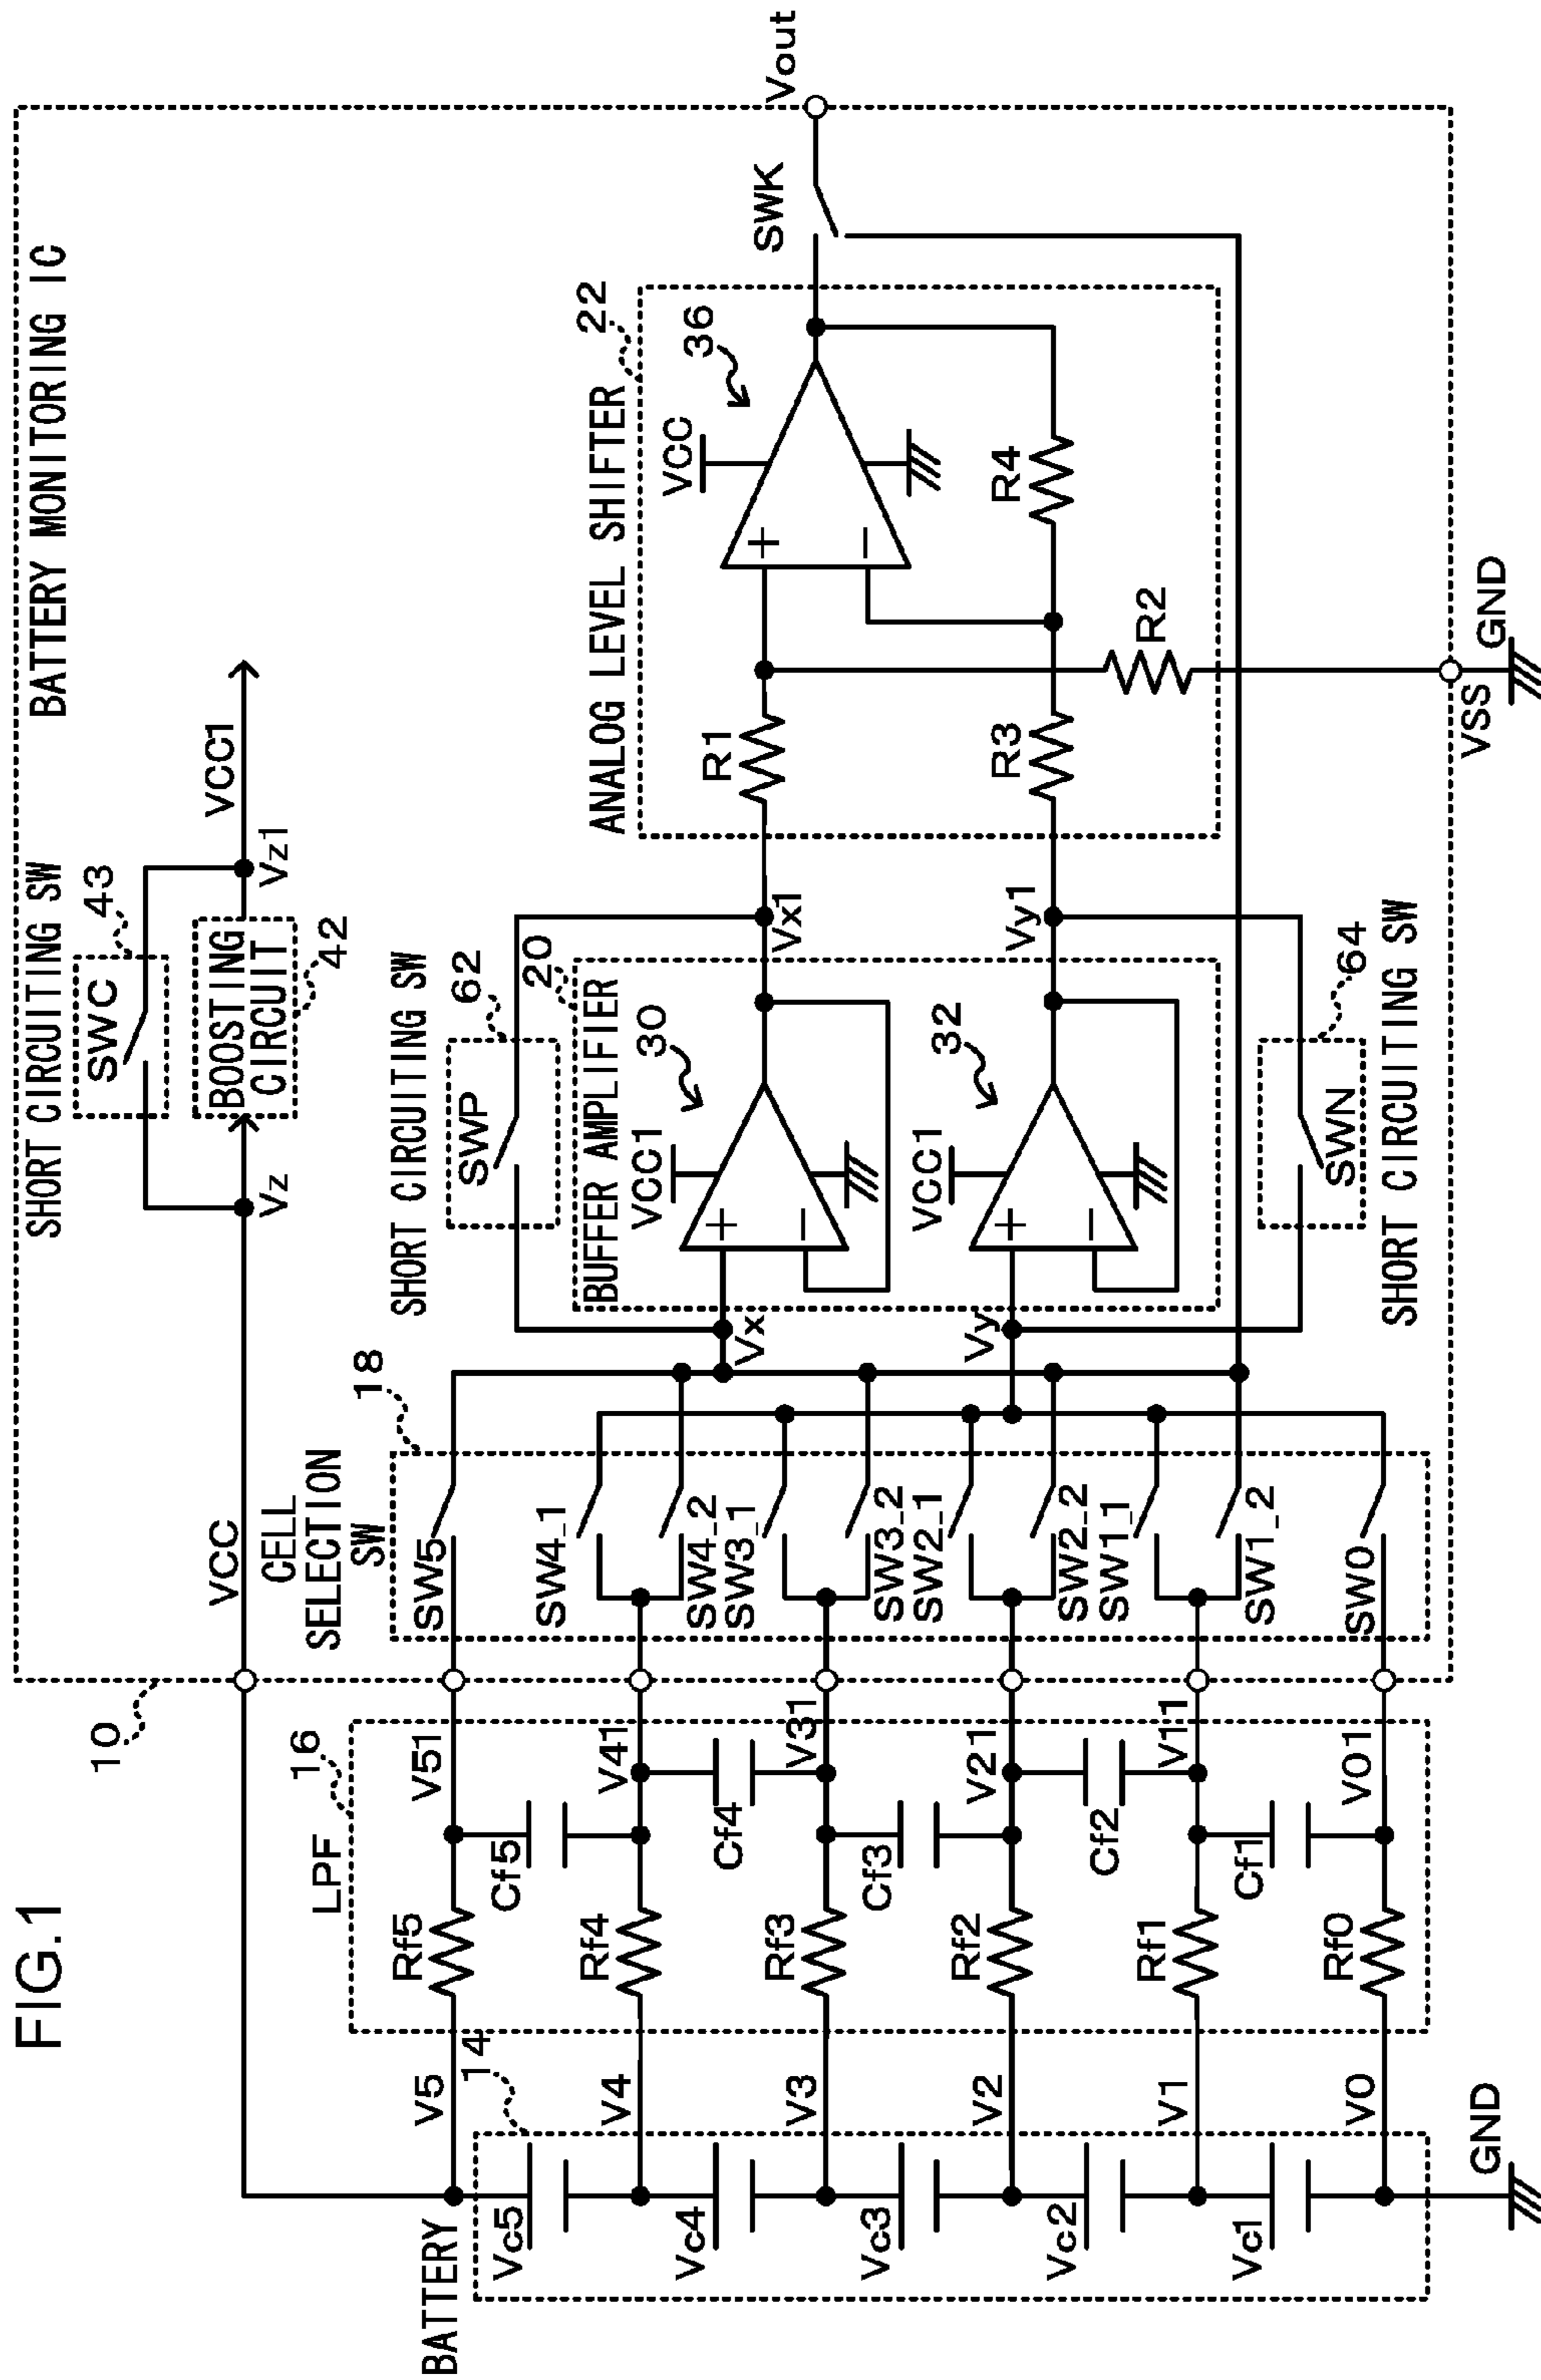 FIG.1
BATTERY MONITORING IC
10
VCC
SHORT CIRCUITING SW
43
SWC
Vz
BOOSTING
CIRCUIT
42
Vz1
VCC1
BATTERY
14
Vc5
Vc4
Vc3
Vc2
Vc1
GND
V5
V4
V3
V2
V1
V0
LPF
16
Rf5
Rf4
Rf3
Rf2
Rf1
Rf0
Cf5
Cf4
Cf3
Cf2
Cf1
V51
V41
V31
V21
V11
V01
CELL
SELECTION
SW
18
SW5
SW4_1
SW4_2
SW3_1
SW3_2
SW2_1
SW2_2
SW1_1
SW1_2
SW0
SHORT CIRCUITING SW
62
SWP
BUFFER AMPLIFIER
20
Vx
VCC1
30
+
−
Vx1
Vy
VCC1
32
+
−
Vy1
SWN
64
SHORT CIRCUITING SW
ANALOG LEVEL SHIFTER
22
R1
R3
R2
R4
VCC
36
+
−
SWK
Vout
VSS
GND